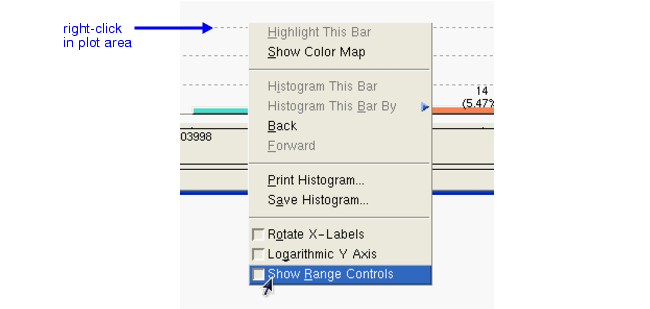 right-click
in plot area
Highlight This Bar
Show Color Map
Histogram This Bar
Histogram This Bar By
Back
Forward
Print Histogram...
Save Histogram...
Rotate X-Labels
Logarithmic Y Axis
Show Range Controls
14
(5.47%
03998